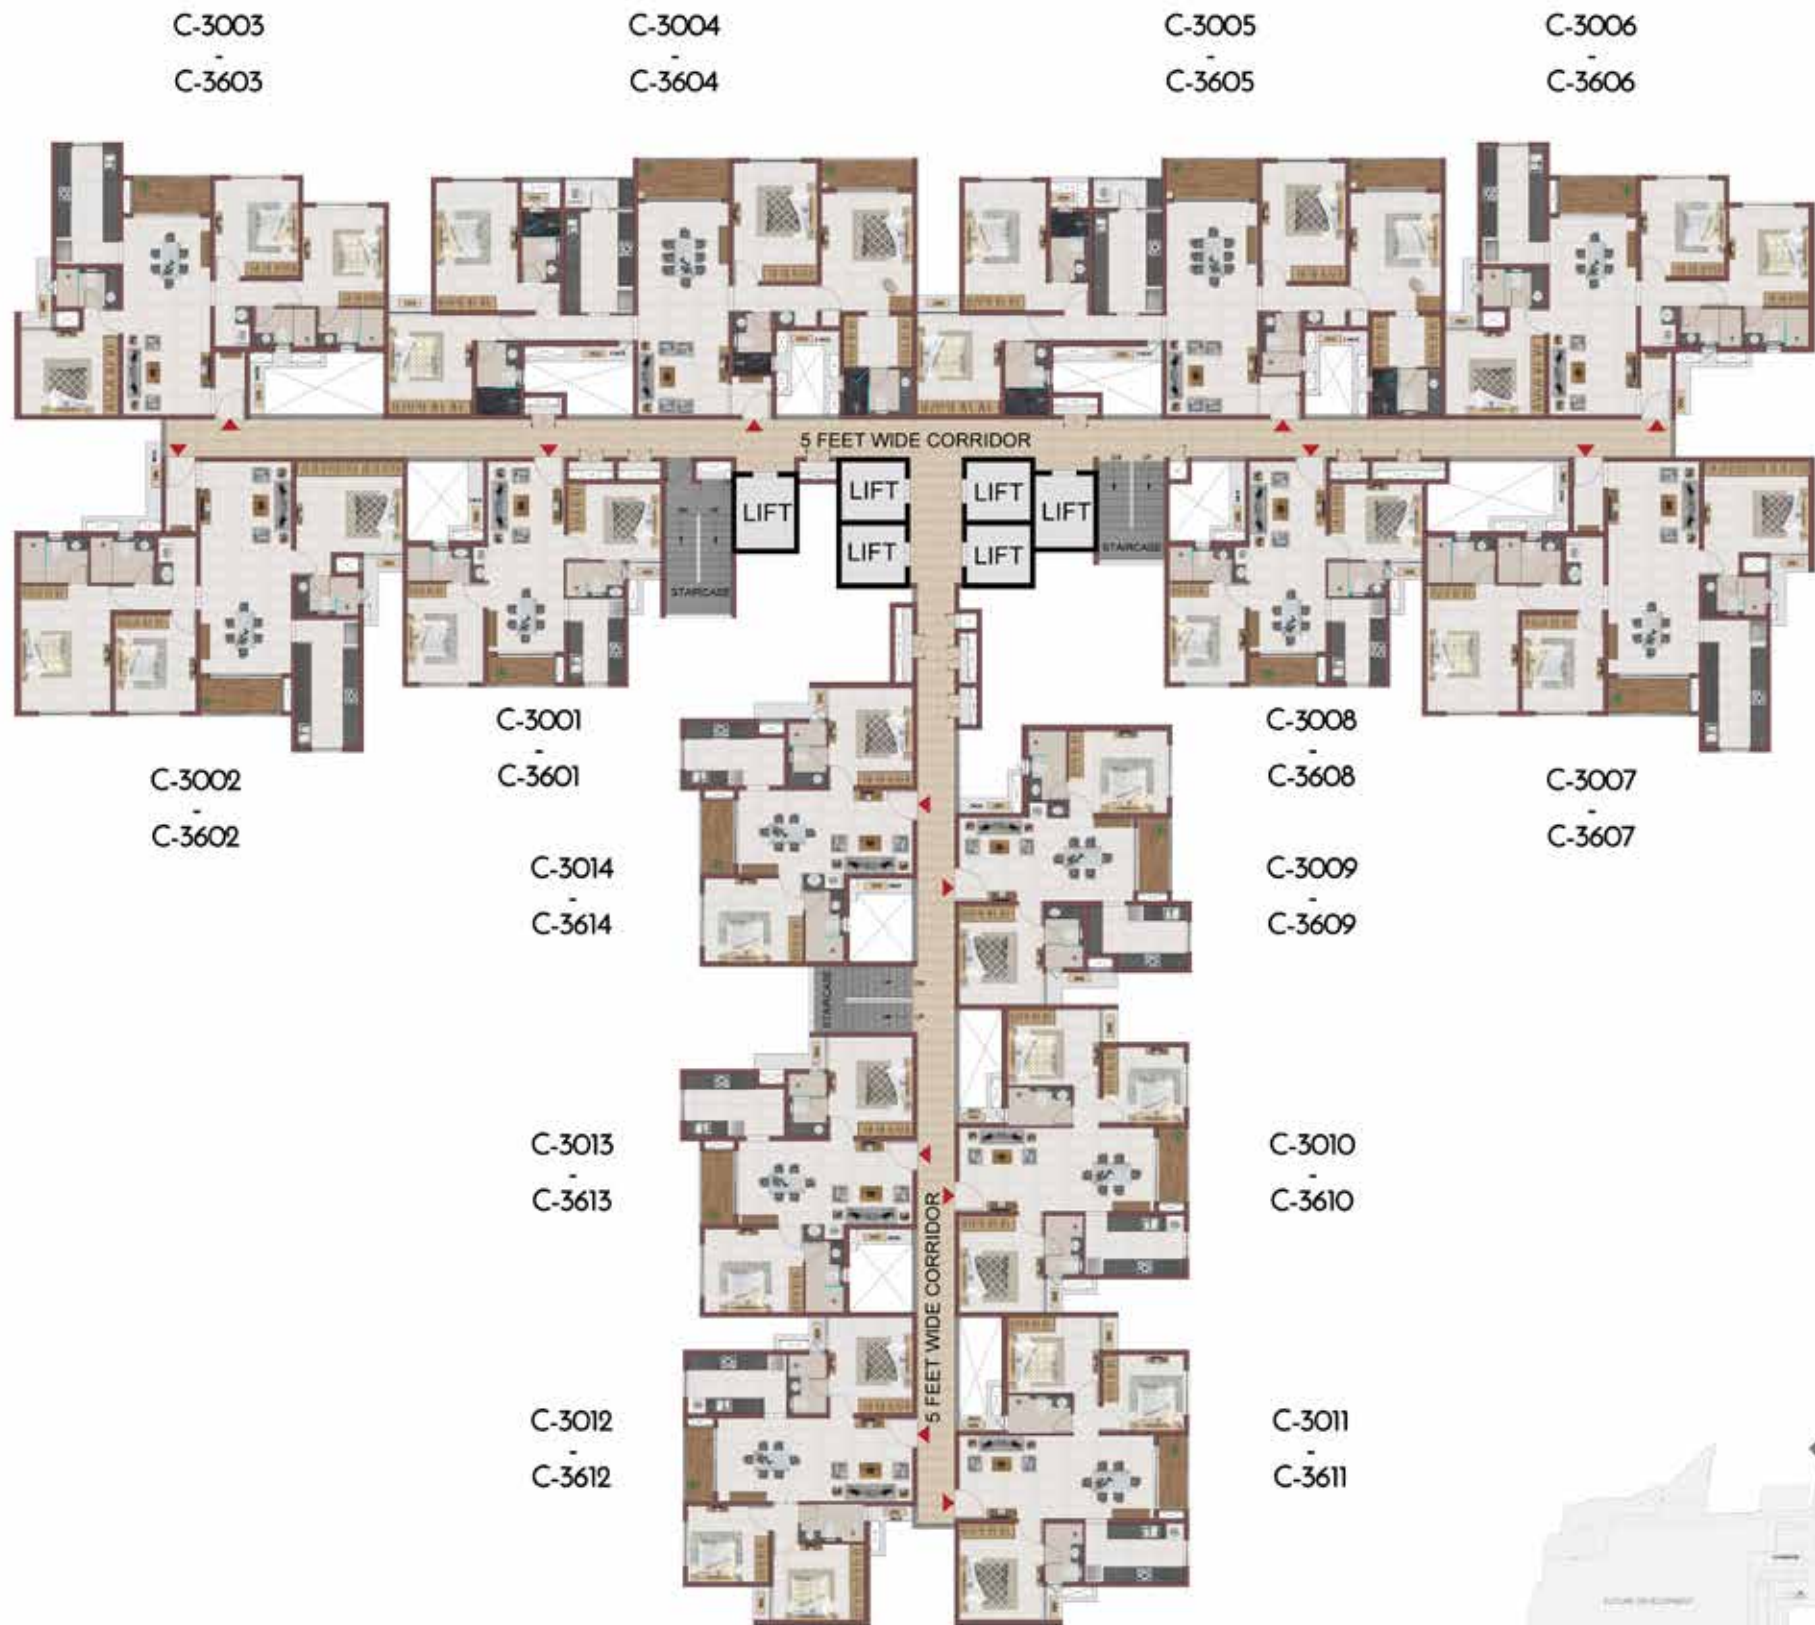 C-3003
-
C-3603
C-3004
-
C-3604
C-3005
-
C-3605
C-3006
-
C-3606
5 FEET WIDE CORRIDOR
LIFT
LIFT
LIFT
LIFT
LIFT
LIFT
STAIRCASE
STAIRCASE
C-3001
-
C-3601
C-3008
-
C-3608
C-3002
-
C-3602
C-3007
-
C-3607
C-3014
-
C-3614
C-3009
-
C-3609
STAIRCASE
C-3013
-
C-3613
C-3010
-
C-3610
5 FEET WIDE CORRIDOR
C-3012
-
C-3612
C-3011
-
C-3611
FUTURE DEVELOPMENT